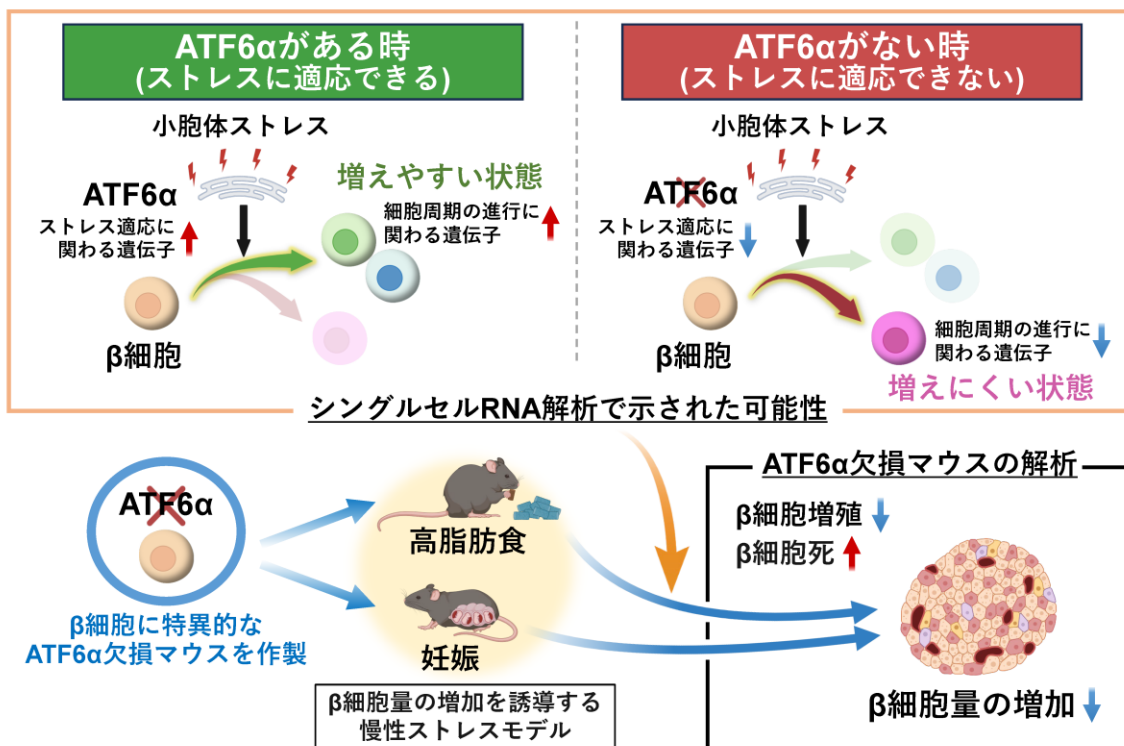 ATF6αがある時
(ストレスに適応できる)
小胞体ストレス
ATF6α
ストレス適応に
関わる遺伝子
増えやすい状態
細胞周期の進行に
関わる遺伝子
β細胞
ATF6αがない時
(ストレスに適応できない)
小胞体ストレス
ATF6α
ストレス適応に
関わる遺伝子
β細胞
細胞周期の進行に
関わる遺伝子
増えにくい状態
シングルセルRNA解析で示された可能性
ATF6α
β細胞に特異的な
ATF6α欠損マウスを作製
高脂肪食
妊娠
β細胞量の増加を誘導する
慢性ストレスモデル
ATF6α欠損マウスの解析
β細胞増殖
β細胞死
β細胞量の増加